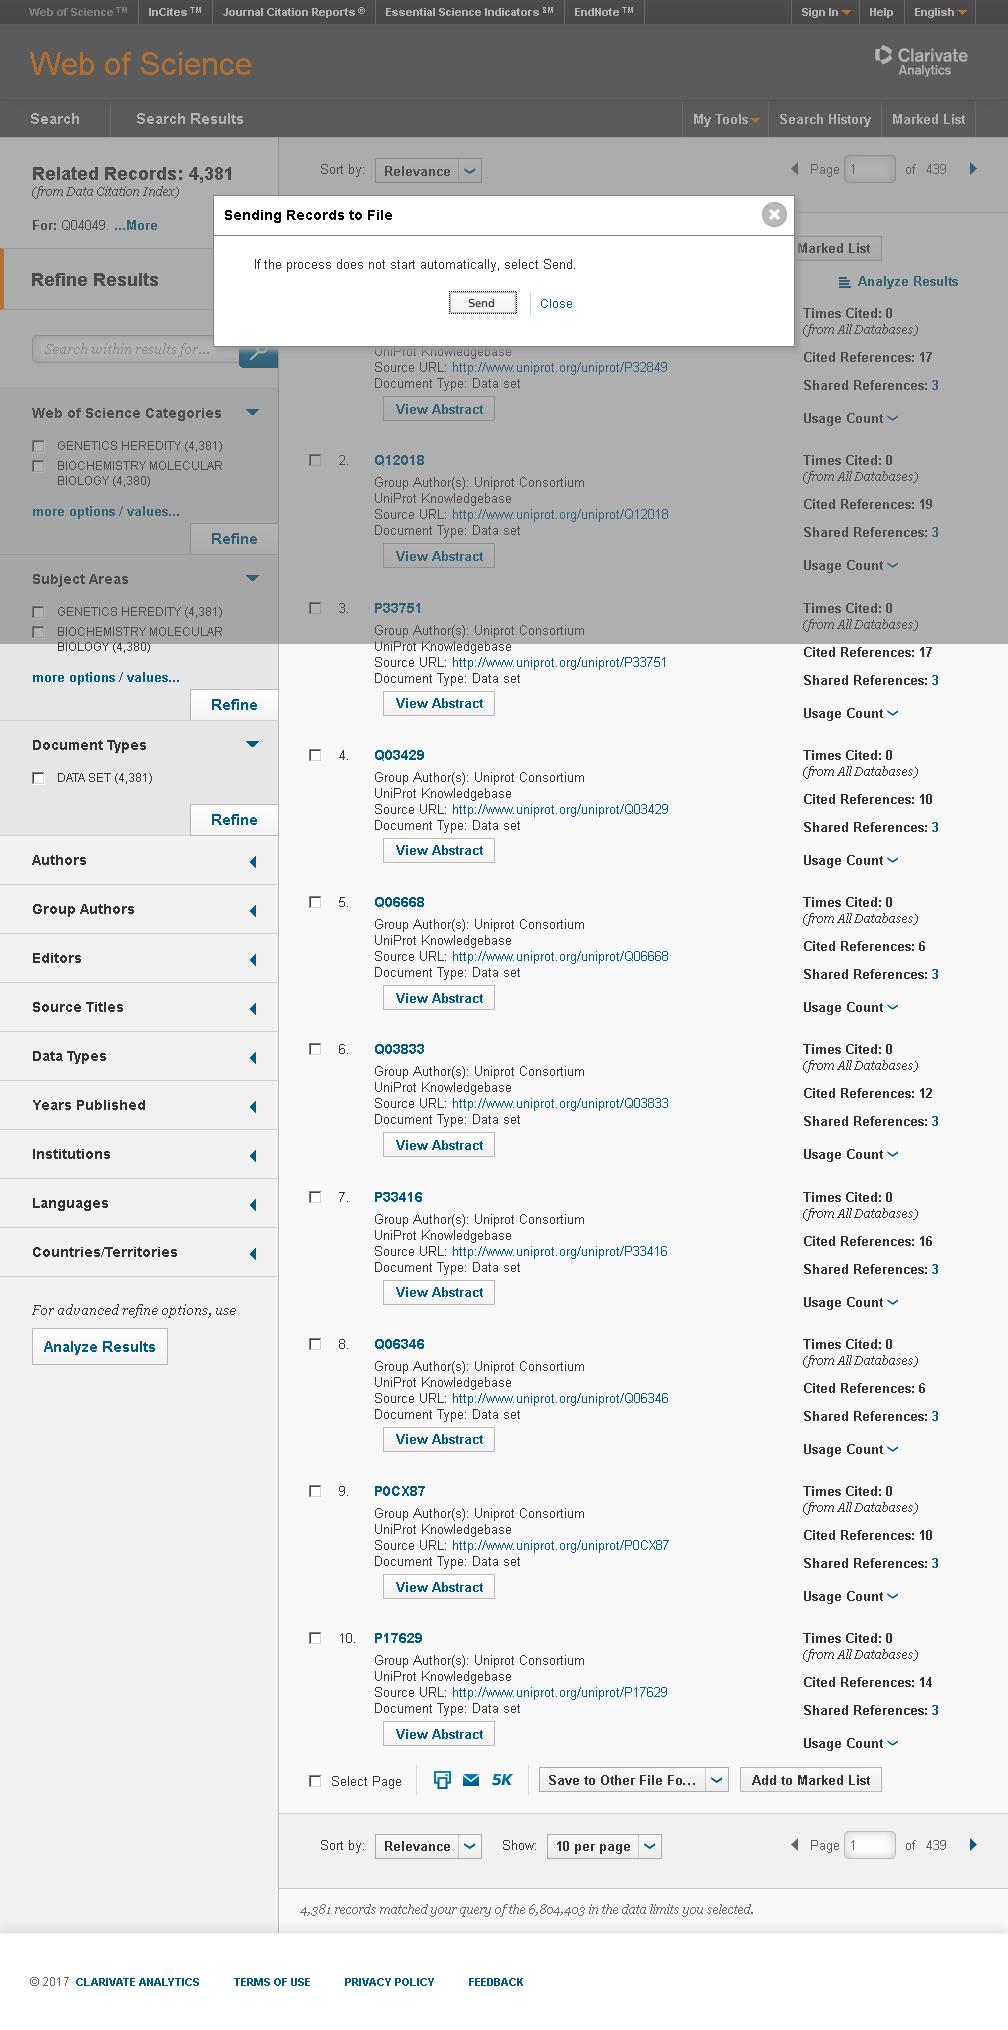 Web of Science ™ InCites ™ Journal Citation Reports ® Essential Science Indicators ℠ EndNote ™ Sign In Help English
Web of Science
Clarivate
Analytics
Search Search Results My Tools Search History Marked List
Related Records: 4,381
(from Data Citation Index)
For: Q04049. ...More
Refine Results
Search within results for...
Web of Science Categories
GENETICS HEREDITY (4,381)
BIOCHEMISTRY MOLECULAR
BIOLOGY (4,380)
more options / values...
Refine
Subject Areas
GENETICS HEREDITY (4,381)
BIOCHEMISTRY MOLECULAR
BIOLOGY (4,380)
more options / values...
Refine
Document Types
DATA SET (4,381)
Refine
Authors
Group Authors
Editors
Source Titles
Data Types
Years Published
Institutions
Languages
Countries/Territories
For advanced refine options, use
Analyze Results
Sort by: Relevance
Page 1 of 439
Sending Records to File
If the process does not start automatically, select Send.
Send Close
Marked List
Analyze Results
UniProt Knowledgebase
Source URL: http://www.uniprot.org/uniprot/P32849
Document Type: Data set
View Abstract
Times Cited: 0
(from All Databases)
Cited References: 17
Shared References: 3
Usage Count
2. Q12018
Group Author(s): Uniprot Consortium
UniProt Knowledgebase
Source URL: http://www.uniprot.org/uniprot/Q12018
Document Type: Data set
View Abstract
Times Cited: 0
(from All Databases)
Cited References: 19
Shared References: 3
Usage Count
3. P33751
Group Author(s): Uniprot Consortium
UniProt Knowledgebase
Source URL: http://www.uniprot.org/uniprot/P33751
Document Type: Data set
View Abstract
Times Cited: 0
(from All Databases)
Cited References: 17
Shared References: 3
Usage Count
4. Q03429
Group Author(s): Uniprot Consortium
UniProt Knowledgebase
Source URL: http://www.uniprot.org/uniprot/Q03429
Document Type: Data set
View Abstract
Times Cited: 0
(from All Databases)
Cited References: 10
Shared References: 3
Usage Count
5. Q06668
Group Author(s): Uniprot Consortium
UniProt Knowledgebase
Source URL: http://www.uniprot.org/uniprot/Q06668
Document Type: Data set
View Abstract
Times Cited: 0
(from All Databases)
Cited References: 6
Shared References: 3
Usage Count
6. Q03833
Group Author(s): Uniprot Consortium
UniProt Knowledgebase
Source URL: http://www.uniprot.org/uniprot/Q03833
Document Type: Data set
View Abstract
Times Cited: 0
(from All Databases)
Cited References: 12
Shared References: 3
Usage Count
7. P33416
Group Author(s): Uniprot Consortium
UniProt Knowledgebase
Source URL: http://www.uniprot.org/uniprot/P33416
Document Type: Data set
View Abstract
Times Cited: 0
(from All Databases)
Cited References: 16
Shared References: 3
Usage Count
8. Q06346
Group Author(s): Uniprot Consortium
UniProt Knowledgebase
Source URL: http://www.uniprot.org/uniprot/Q06346
Document Type: Data set
View Abstract
Times Cited: 0
(from All Databases)
Cited References: 6
Shared References: 3
Usage Count
9. P0CX87
Group Author(s): Uniprot Consortium
UniProt Knowledgebase
Source URL: http://www.uniprot.org/uniprot/P0CX87
Document Type: Data set
View Abstract
Times Cited: 0
(from All Databases)
Cited References: 10
Shared References: 3
Usage Count
10. P17629
Group Author(s): Uniprot Consortium
UniProt Knowledgebase
Source URL: http://www.uniprot.org/uniprot/P17629
Document Type: Data set
View Abstract
Times Cited: 0
(from All Databases)
Cited References: 14
Shared References: 3
Usage Count
Select Page 5K Save to Other File Fo... Add to Marked List
Sort by: Relevance Show: 10 per page Page 1 of 439
4,381 records matched your query of the 6,804,403 in the data limits you selected.
© 2017 CLARIVATE ANALYTICS TERMS OF USE PRIVACY POLICY FEEDBACK